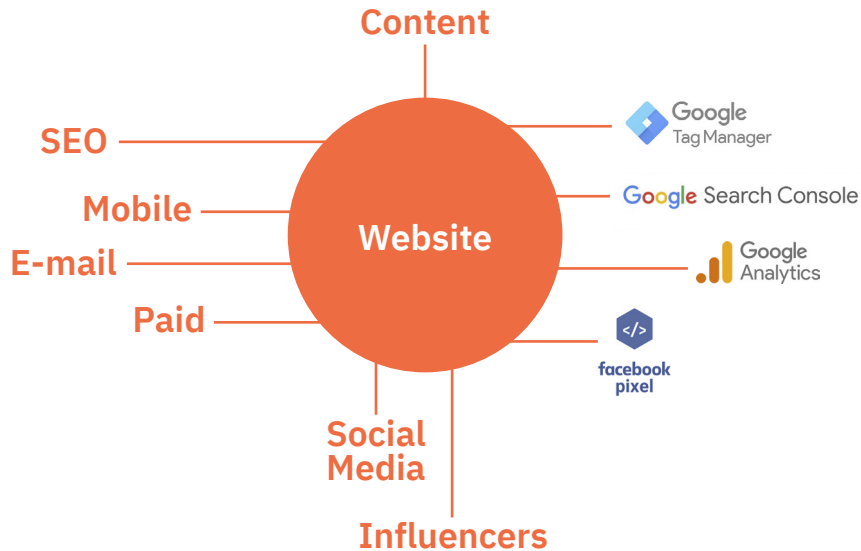 Content
SEO
Mobile
E-mail
Paid
Website
Google
Tag Manager
Google Search Console
Google
Analytics
</>
facebook
pixel
Social
Media
Influencers